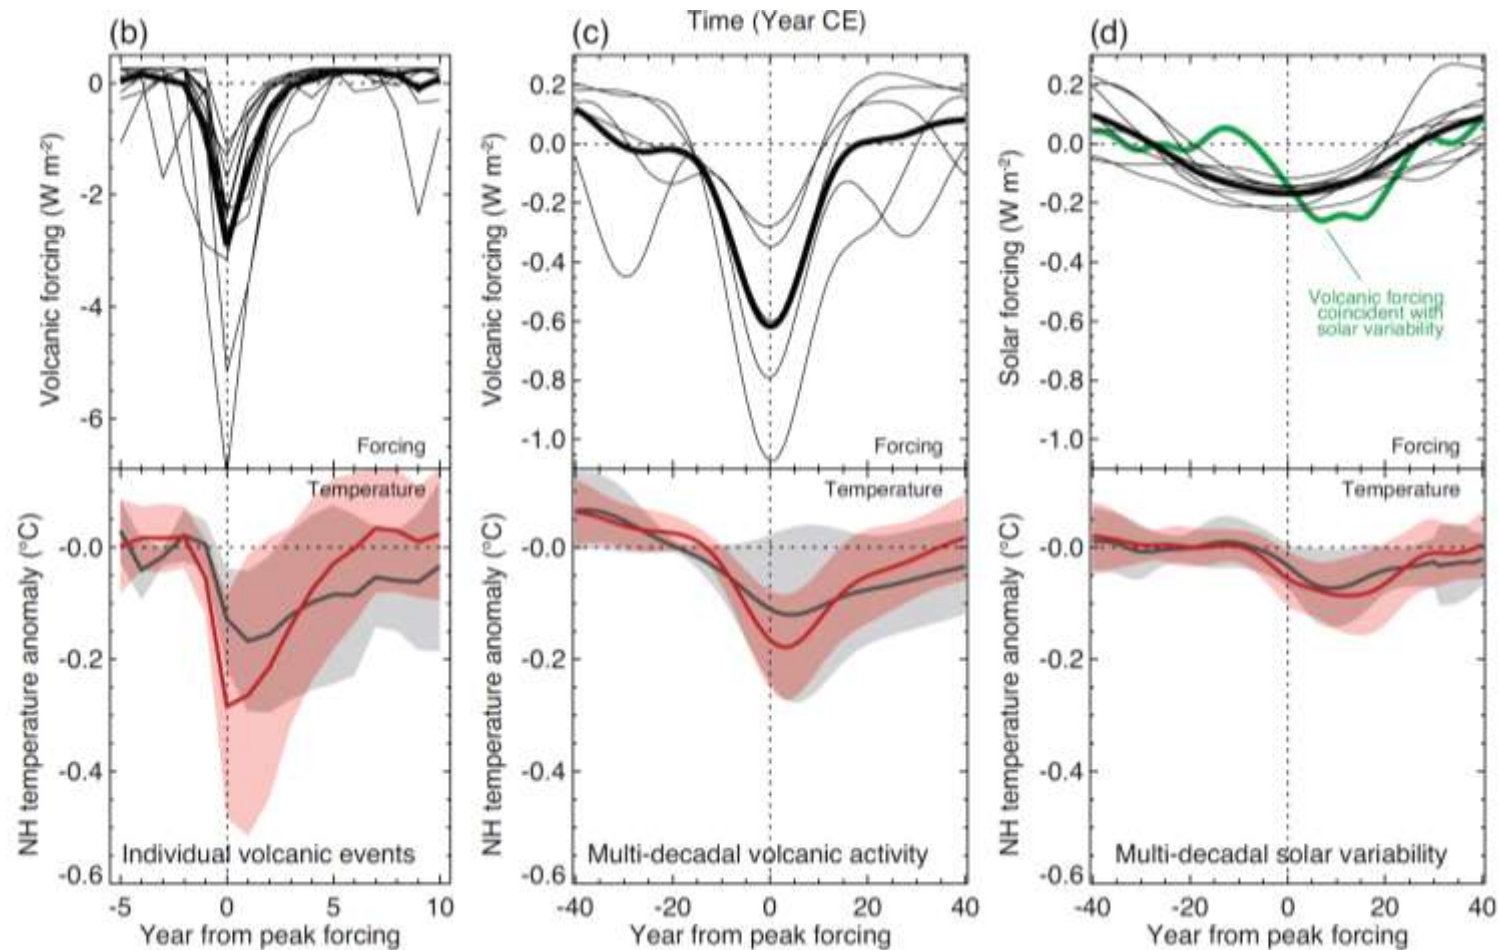 Time (Year CE)
(b)
(c)
(d)
Volcanic forcing (W m⁻²)
0
-2
-4
-6
Forcing
Volcanic forcing (W m⁻²)
0.2
0.0
-0.2
-0.4
-0.6
-0.8
-1.0
Forcing
Solar forcing (W m⁻²)
0.2
0.0
-0.2
-0.4
-0.6
-0.8
-1.0
Volcanic forcing
coincident with
solar variability
Forcing
NH temperature anomaly (°C)
-0.0
-0.2
-0.4
-0.6
Temperature
Individual volcanic events
-5 0 5 10
Year from peak forcing
NH temperature anomaly (°C)
-0.0
-0.2
-0.4
-0.6
Temperature
Multi-decadal volcanic activity
-40 -20 0 20 40
Year from peak forcing
NH temperature anomaly (°C)
-0.0
-0.2
-0.4
-0.6
Temperature
Multi-decadal solar variability
-40 -20 0 20 40
Year from peak forcing